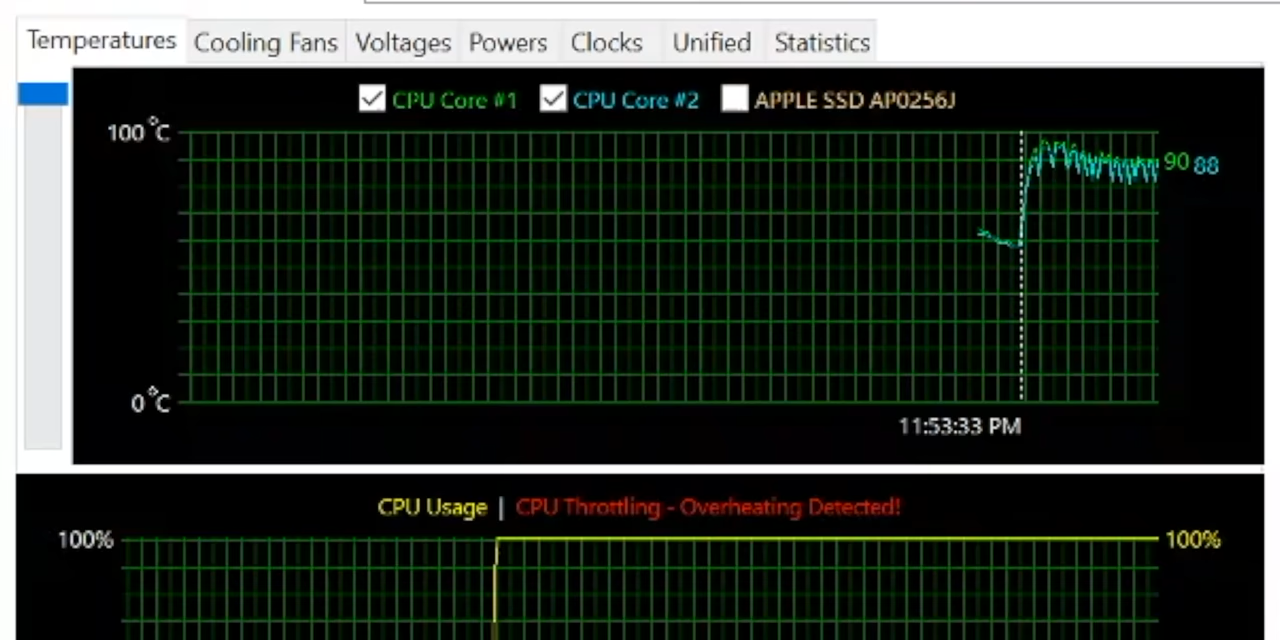 Temperatures Cooling Fans Voltages Powers Clocks Unified Statistics
CPU Core #1 CPU Core #2 APPLE SSD AP0256J
100 °C
90 88
0 °C
11:53:33 PM
CPU Usage | CPU Throttling - Overheating Detected!
100% 100%